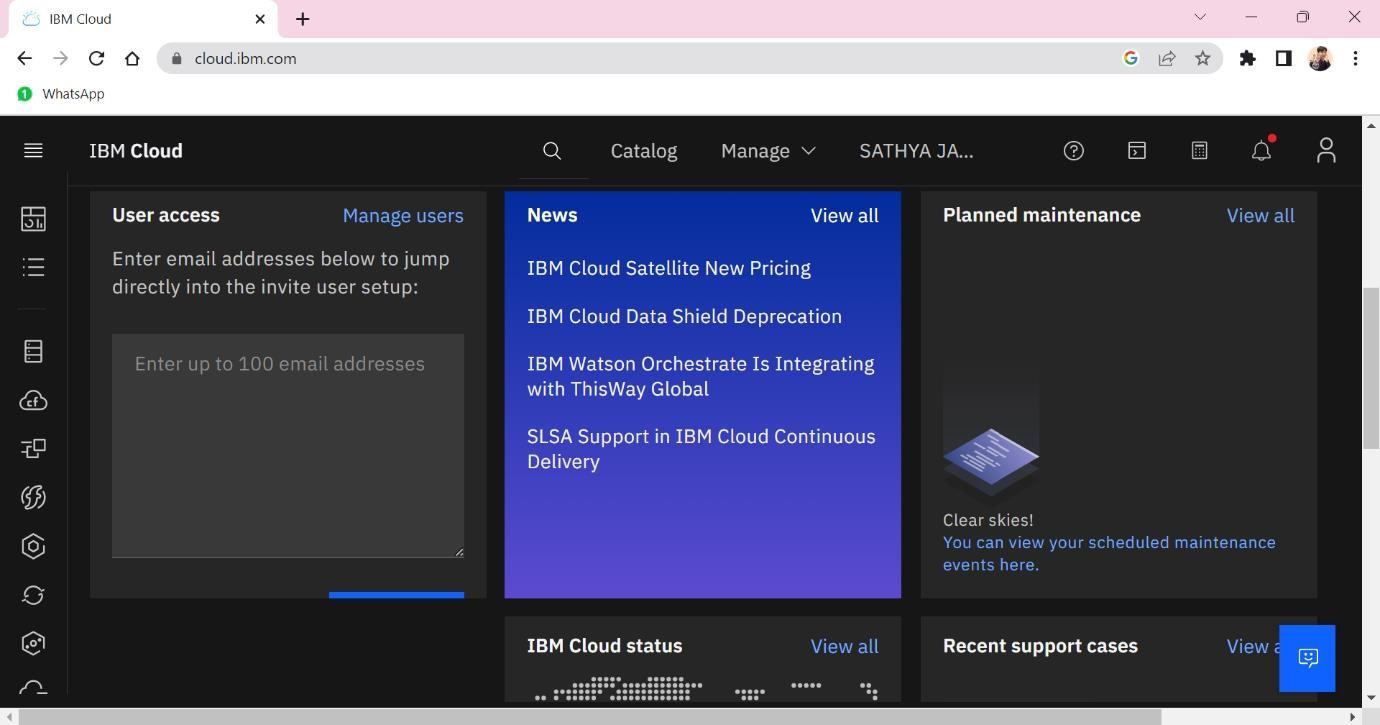 IBM Cloud
cloud.ibm.com
1 WhatsApp
IBM Cloud
Catalog
Manage
SATHYA JA...
User access
Manage users
Enter email addresses below to jump
directly into the invite user setup:
Enter up to 100 email addresses
News
View all
IBM Cloud Satellite New Pricing
IBM Cloud Data Shield Deprecation
IBM Watson Orchestrate Is Integrating
with ThisWay Global
SLSA Support in IBM Cloud Continuous
Delivery
Planned maintenance
View all
Clear skies!
You can view your scheduled maintenance
events here.
IBM Cloud status
View all
Recent support cases
View